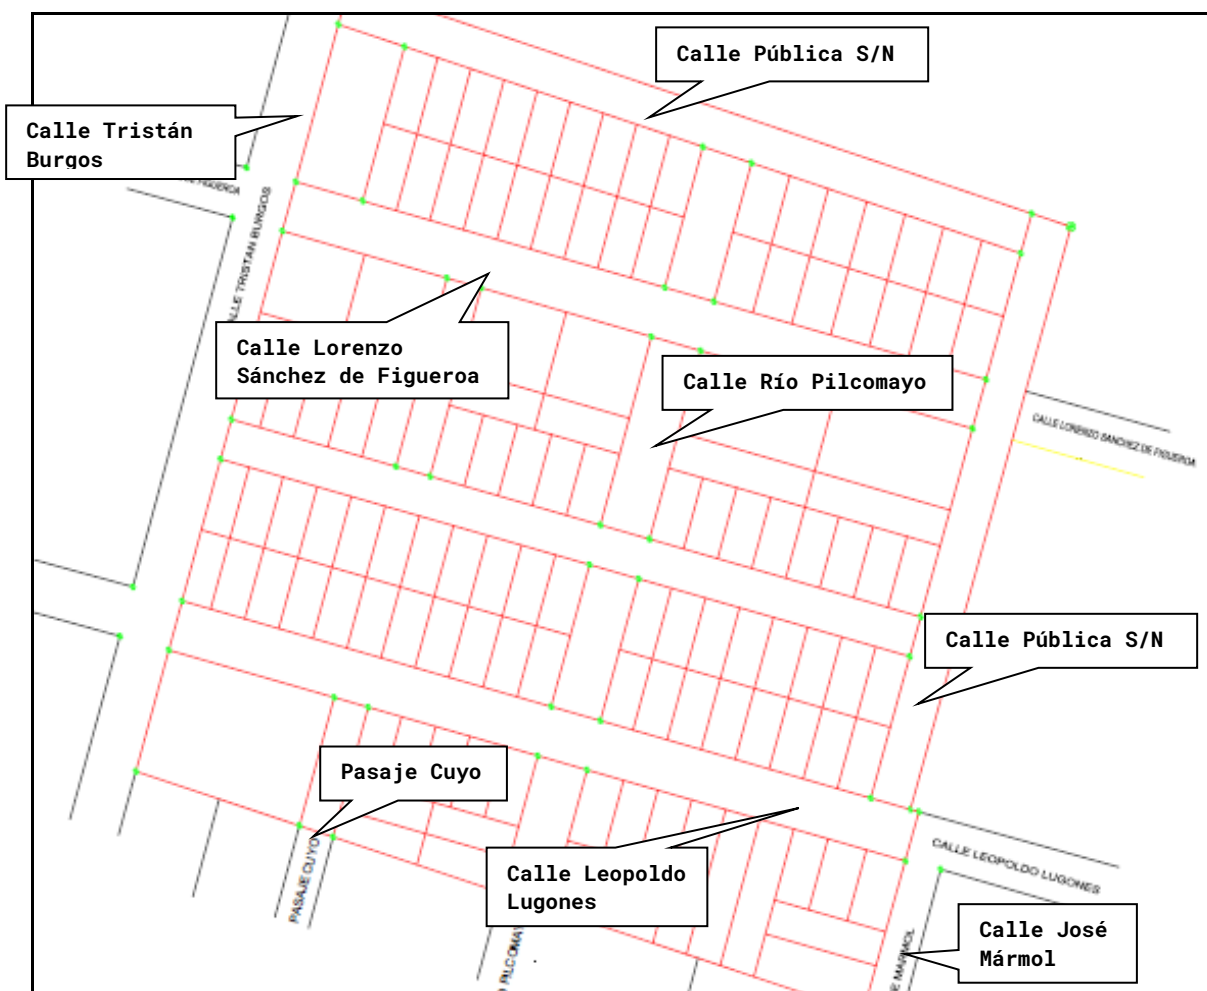 Calle Pública S/N
Calle Tristán
Burgos
FIGUEROA
CALLE TRISTAN BURGOS
Calle Lorenzo
Sánchez de Figueroa
Calle Río Pilcomayo
CALLE LORENZO SANCHEZ DE FIGUEROA
Calle Pública S/N
Pasaje Cuyo
PASAJE CUYO
Calle Leopoldo
Lugones
CALLE LEOPOLDO LUGONES
Calle José
Mármol